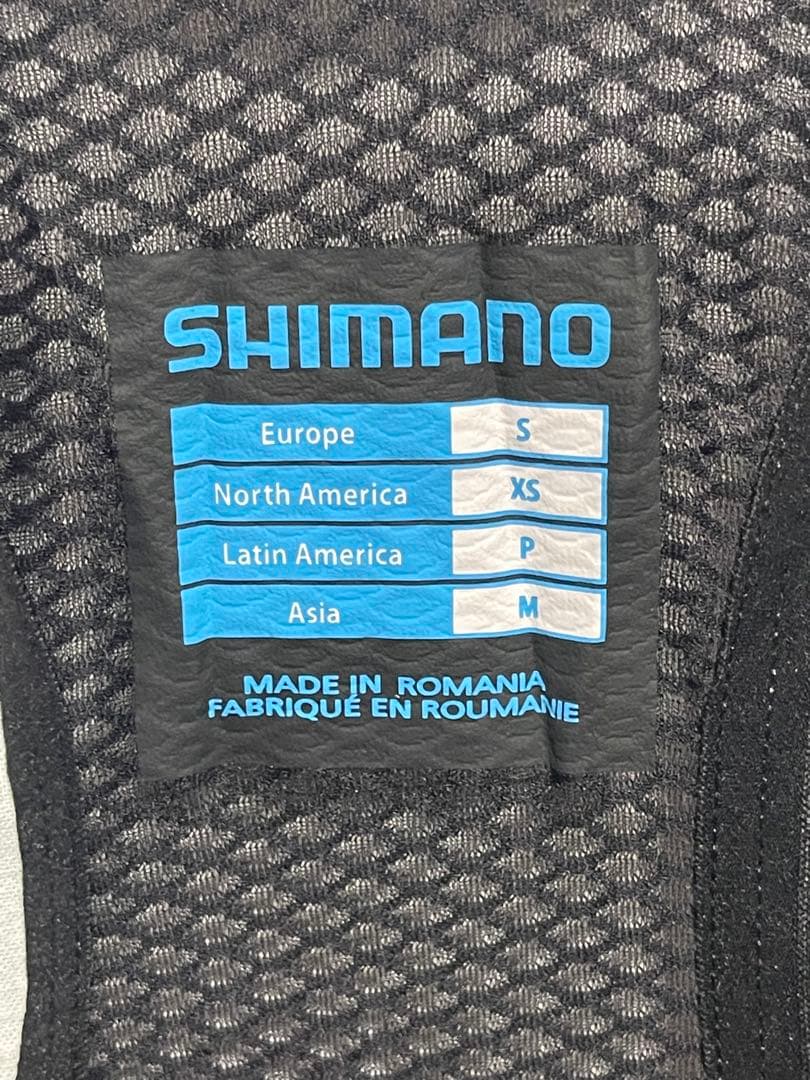 SHIMANO
Europe S
North America XS
Latin America P
Asia M
MADE IN ROMANIA
FABRIQUÉ EN ROUMANIE